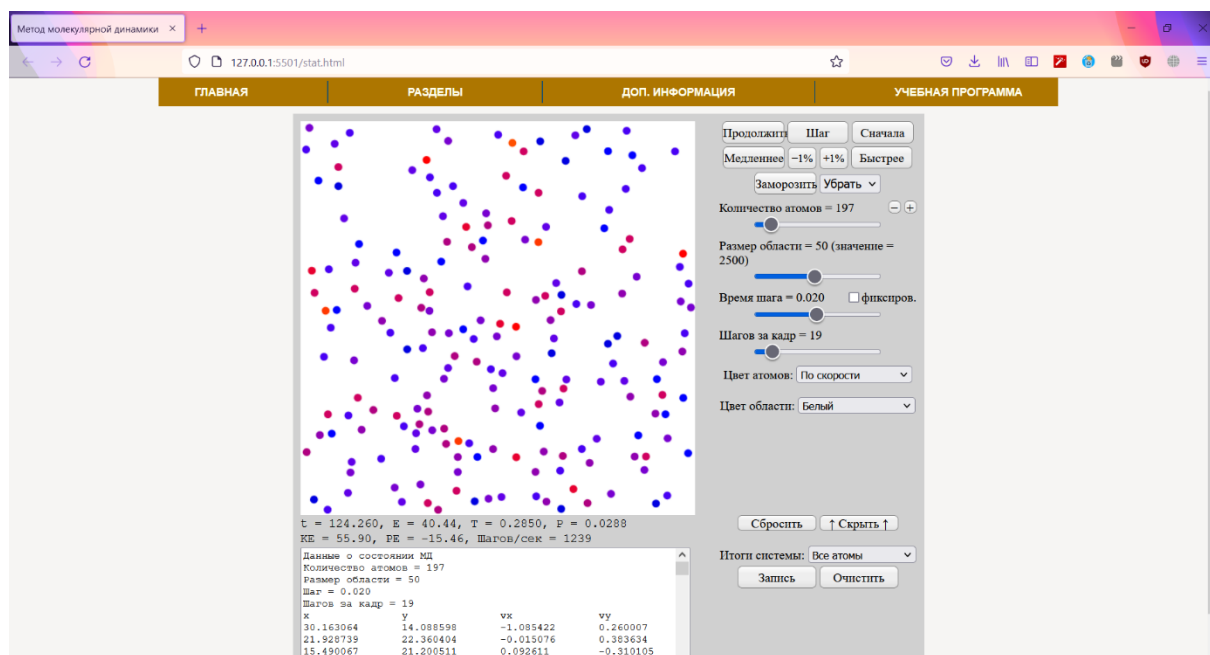 Метод молекулярной динамики
127.0.0.1:5501/stat.html
ГЛАВНАЯ РАЗДЕЛЫ ДОП. ИНФОРМАЦИЯ УЧЕБНАЯ ПРОГРАММА
Продолжить Шаг Сначала
Медленнее −1% +1% Быстрее
Заморозить Убрать
Количество атомов = 197 − +
Размер области = 50 (значение =
2500)
Время шага = 0.020 фиксиров.
Шагов за кадр = 19
Цвет атомов: По скорости
Цвет области: Белый
t = 124.260, E = 40.44, T = 0.2850, P = 0.0288
KE = 55.90, PE = −15.46, Шагов/сек = 1239
Сбросить ↑ Скрыть ↑
Итоги системы: Все атомы
Запись Очистить
Данные о состоянии МД
Количество атомов = 197
Размер области = 50
Шаг = 0.020
Шагов за кадр = 19
x y vx vy
30.163064 14.088598 -1.085422 0.260007
21.928739 22.360404 -0.015076 0.383634
15.490067 21.200511 0.092611 -0.310105